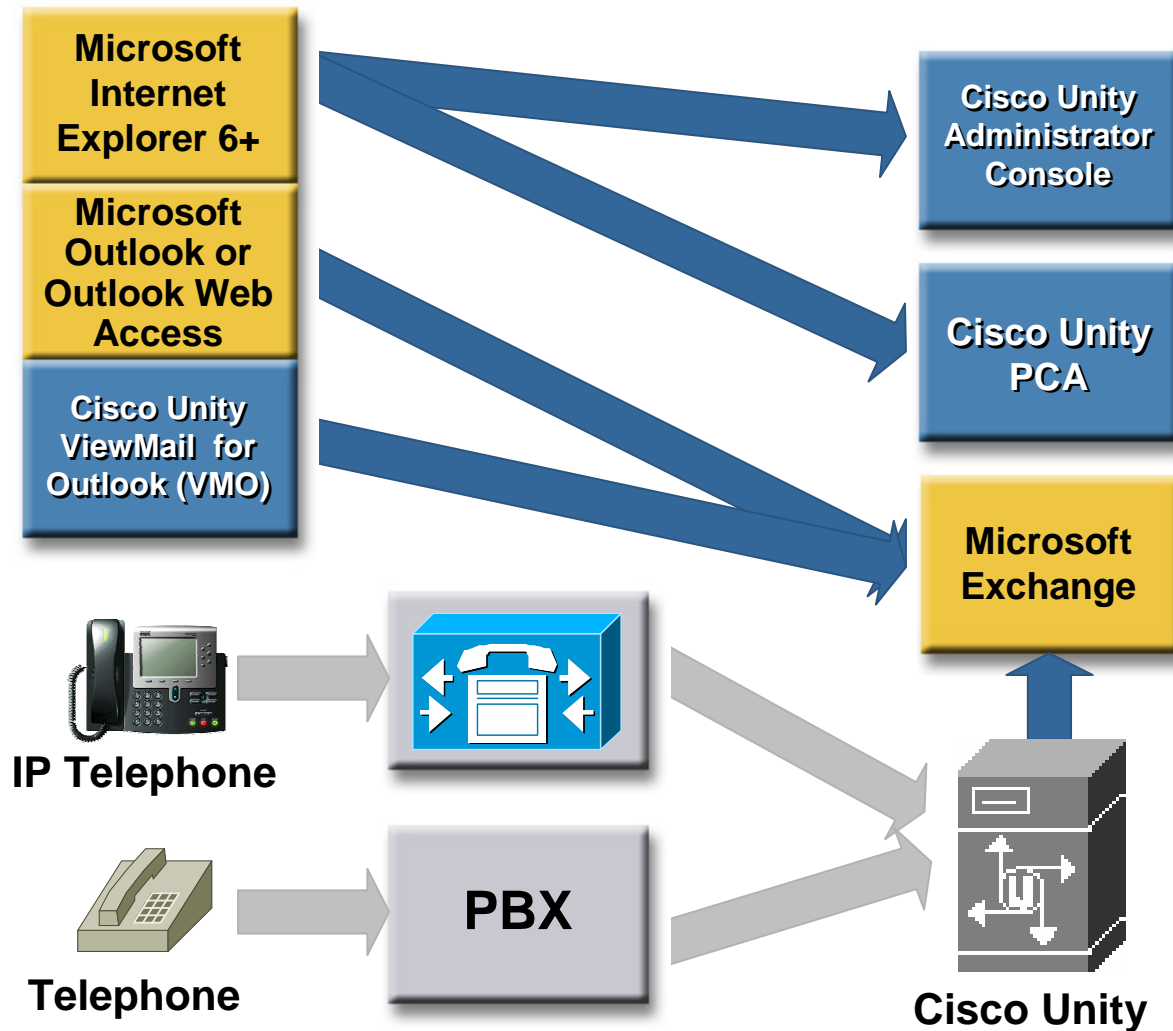 Microsoft
Internet
Explorer 6+
Microsoft
Outlook or
Outlook Web
Access
Cisco Unity
ViewMail for
Outlook (VMO)
Cisco Unity
Administrator
Console
Cisco Unity
PCA
Microsoft
Exchange
IP Telephone
PBX
Telephone
U
Cisco Unity